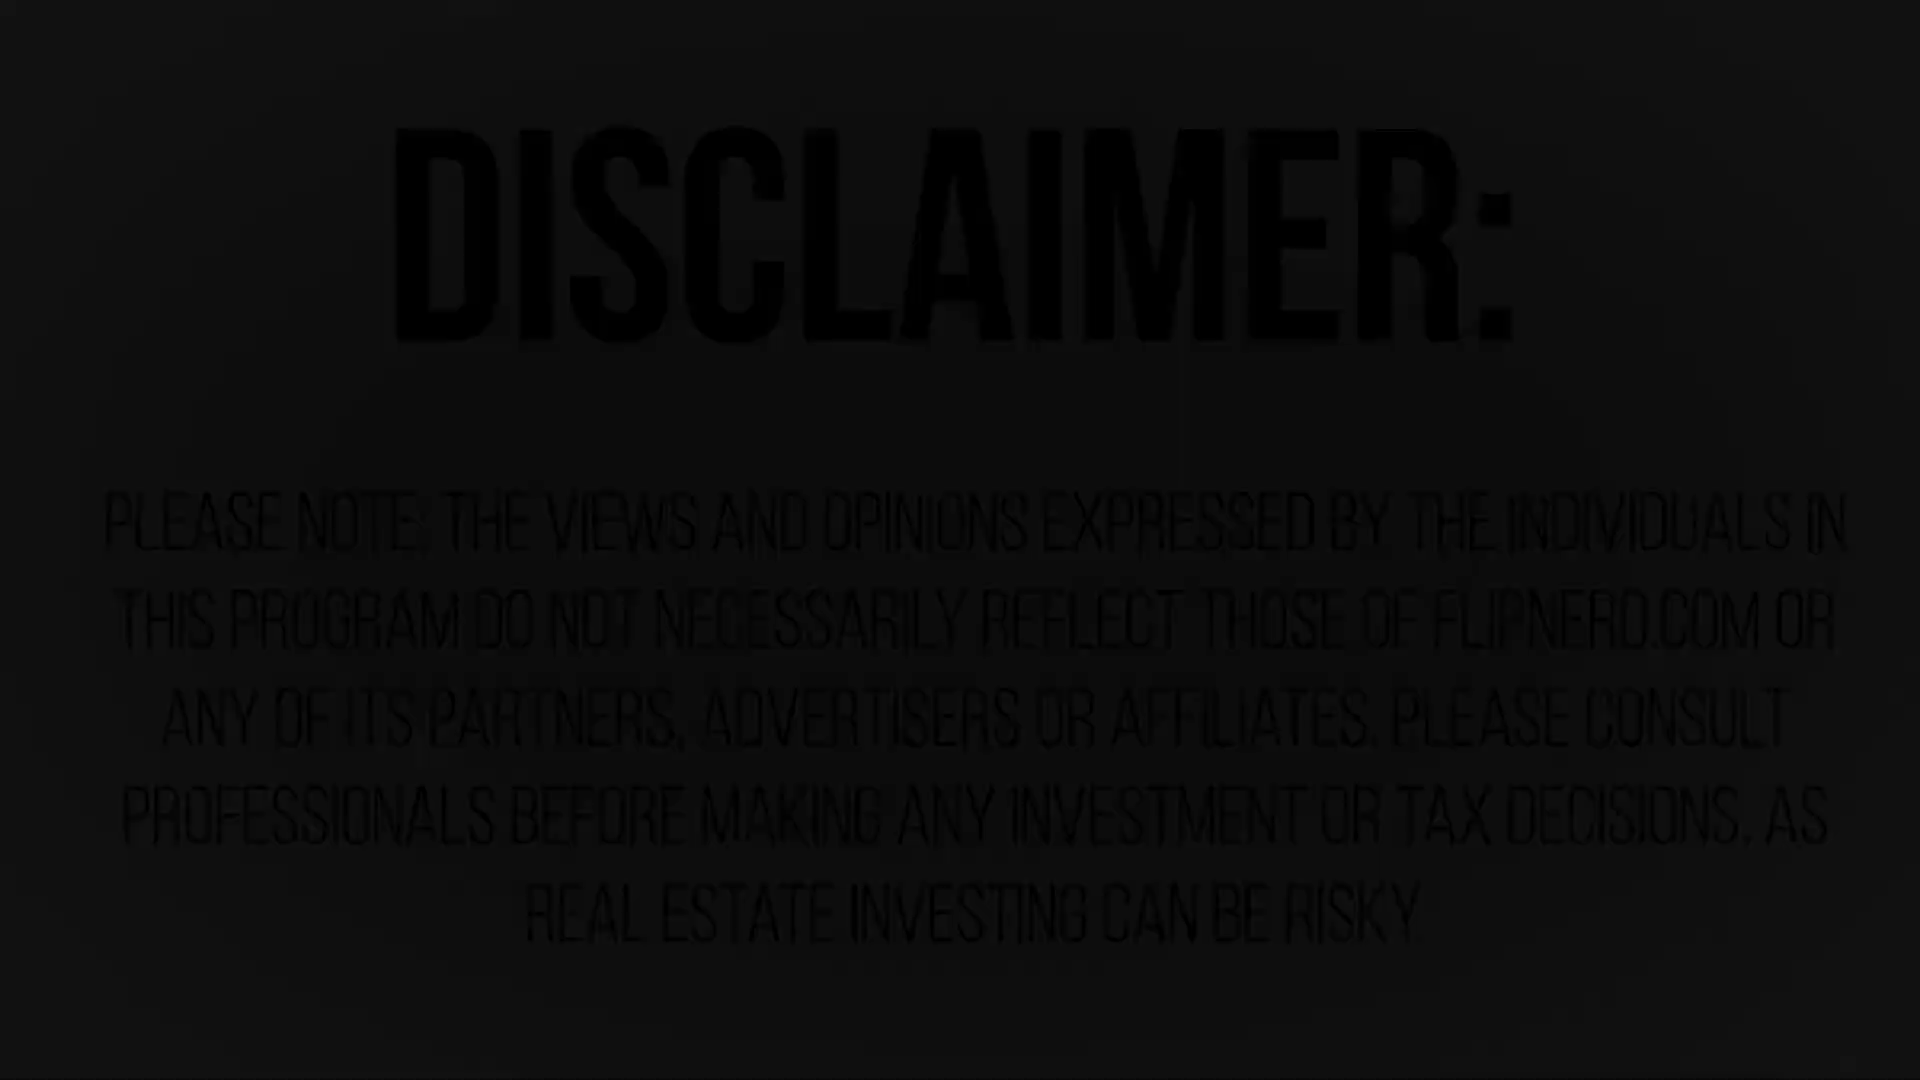 DISCLAIMER:
PLEASE NOTE: THE VIEWS AND OPINIONS EXPRESSED BY THE INDIVIDUALS IN
THIS PROGRAM DO NOT NECESSARILY REFLECT THOSE OF FLIPNERD.COM OR
ANY OF ITS PARTNERS, ADVERTISERS OR AFFILIATES. PLEASE CONSULT
PROFESSIONALS BEFORE MAKING ANY INVESTMENT OR TAX DECISIONS, AS
REAL ESTATE INVESTING CAN BE RISKY